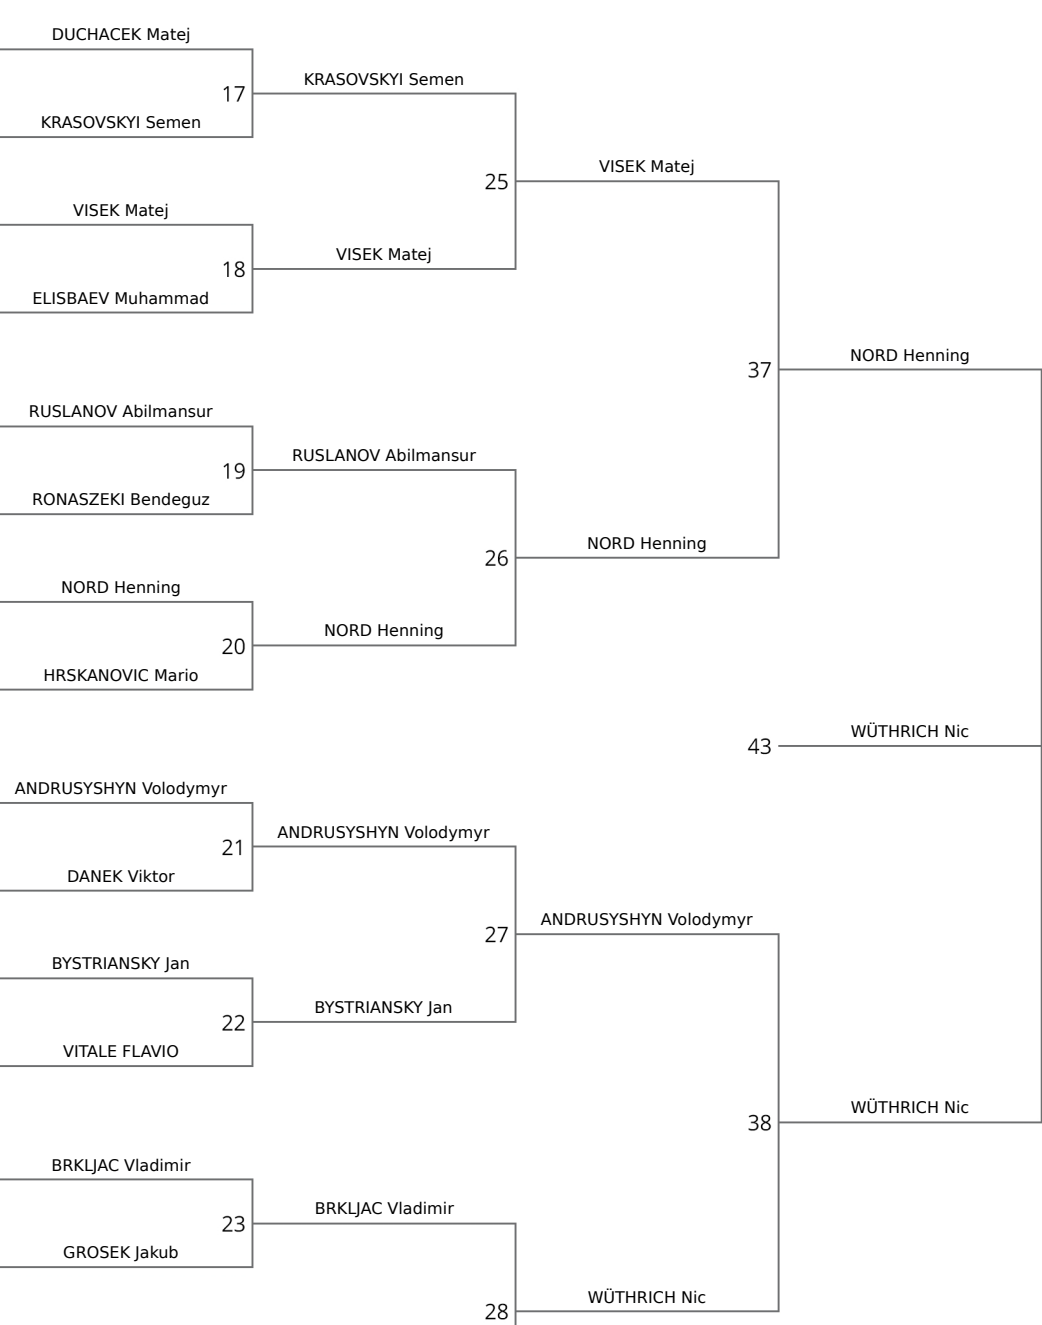 DUCHACEK Matej
KRASOVSKYI Semen
17
KRASOVSKYI Semen
VISEK Matej
25
VISEK Matej
VISEK Matej
18
ELISBAEV Muhammad
NORD Henning
37
RUSLANOV Abilmansur
RUSLANOV Abilmansur
19
RONASZEKI Bendeguz
NORD Henning
26
NORD Henning
NORD Henning
20
HRSKANOVIC Mario
WÜTHRICH Nic
43
ANDRUSYSHYN Volodymyr
ANDRUSYSHYN Volodymyr
21
DANEK Viktor
ANDRUSYSHYN Volodymyr
27
BYSTRIANSKY Jan
BYSTRIANSKY Jan
22
VITALE FLAVIO
WÜTHRICH Nic
38
BRKLJAC Vladimir
BRKLJAC Vladimir
23
GROSEK Jakub
WÜTHRICH Nic
28